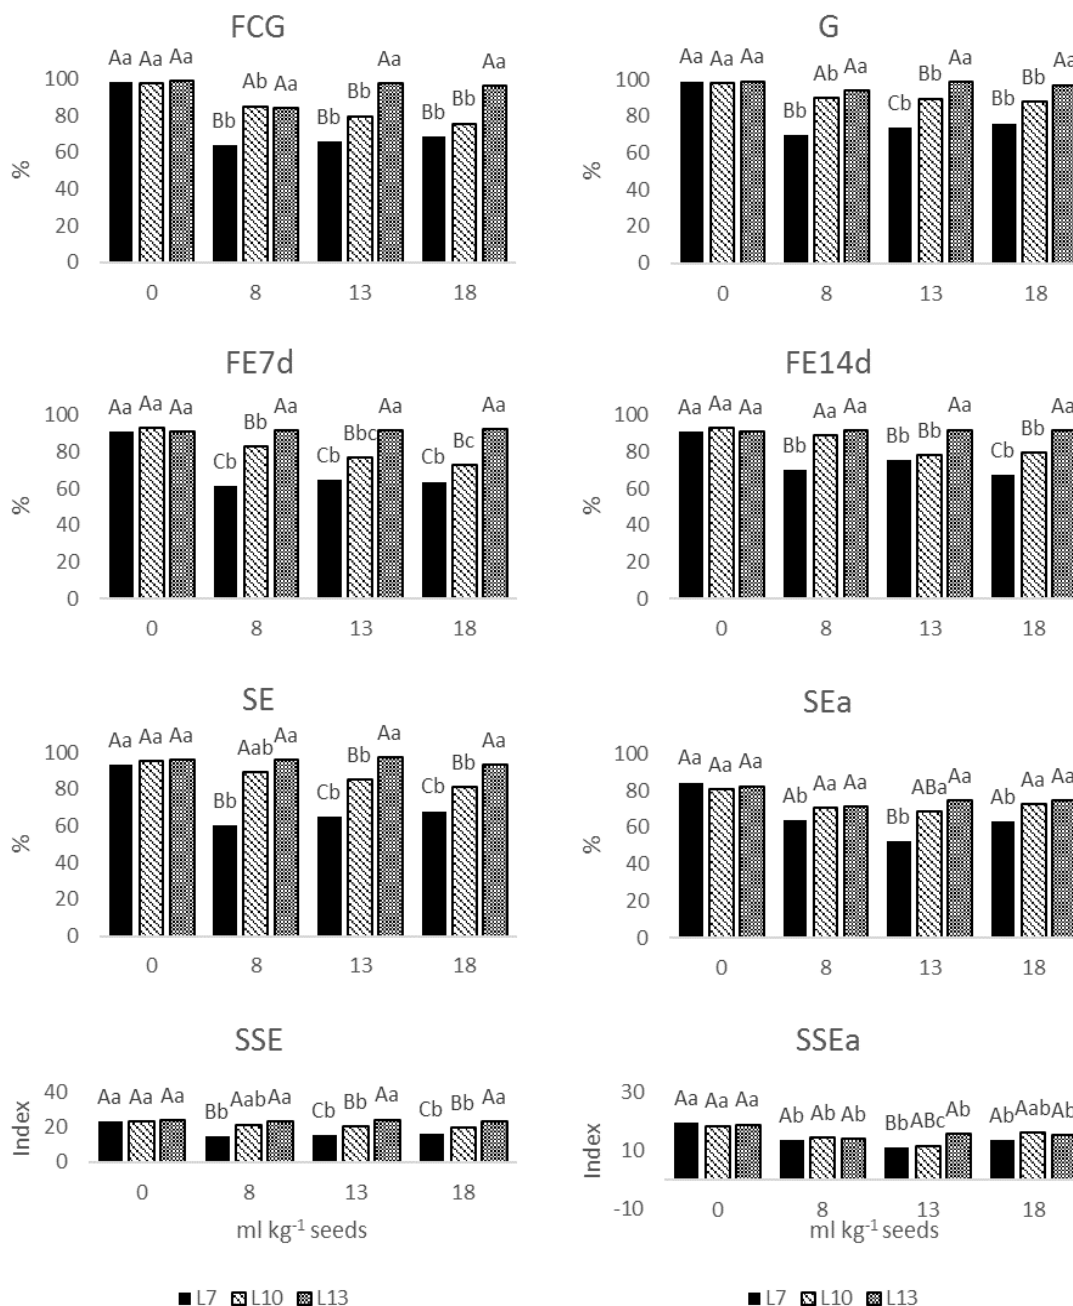 FCG
Aa Aa Aa Bb Ab Aa Bb Bb Aa Bb Bb Aa
100
80
60
40
20
0
%
0 8 13 18
G
Aa Aa Aa Bb Ab Aa Cb Bb Aa Bb Bb Aa
100
80
60
40
20
0
%
0 8 13 18
FE7d
Aa Aa Aa Cb Bb Aa Cb Bbc Aa Cb Bc Aa
100
80
60
40
20
0
%
0 8 13 18
FE14d
Aa Aa Aa Bb Aa Aa Bb Bb Aa Cb Bb Aa
100
80
60
40
20
0
%
0 8 13 18
SE
Aa Aa Aa Bb Aab Aa Cb Bb Aa Cb Bb Aa
100
80
60
40
20
0
%
0 8 13 18
SEa
Aa Aa Aa Ab Aa Aa Bb ABa Aa Ab Aa Aa
100
80
60
40
20
0
%
0 8 13 18
SSE
Aa Aa Aa Bb Aab Aa Cb Bb Aa Cb Bb Aa
40
20
0
Index
0 8 13 18
ml kg⁻¹ seeds
L7 L10 L13
SSEa
Aa Aa Aa Ab Ab Ab Bb ABc Ab Ab Aab Ab
30
10
-10
Index
0 8 13 18
ml kg⁻¹ seeds
L7 L10 L13